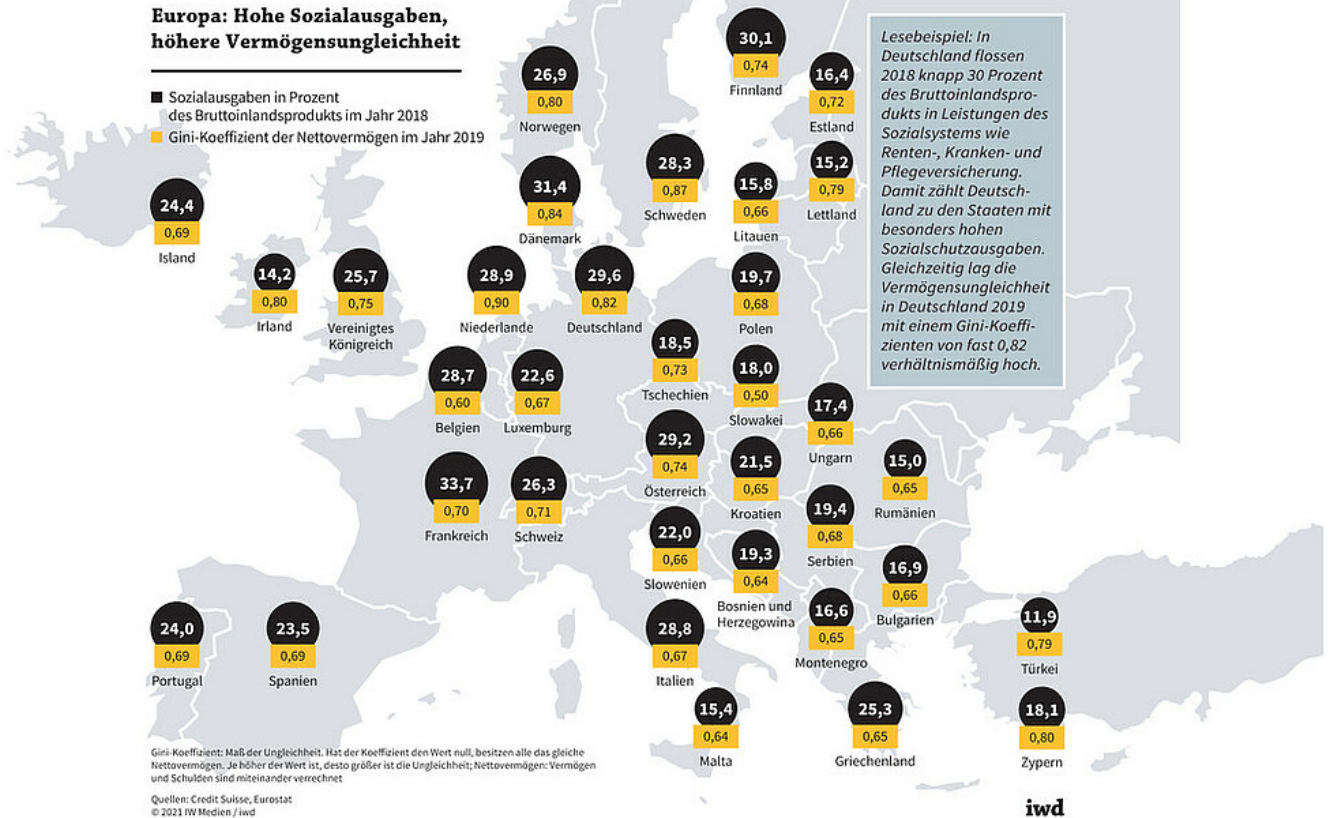 Europa: Hohe Sozialausgaben,
höhere Vermögensungleichheit
Sozialausgaben in Prozent
des Bruttoinlandsprodukts im Jahr 2018
Gini-Koeffizient der Nettovermögen im Jahr 2019
Lesebeispiel: In
Deutschland flossen
2018 knapp 30 Prozent
des Bruttoinlandspro-
dukts in Leistungen des
Sozialsystems wie
Renten-, Kranken- und
Pflegeversicherung.
Damit zählt Deutsch-
land zu den Staaten mit
besonders hohen
Sozialschutzausgaben.
Gleichzeitig lag die
Vermögensungleichheit
in Deutschland 2019
mit einem Gini-Koeffi-
zienten von fast 0,82
verhältnismäßig hoch.
30,1
0,74
Finnland
26,9
0,80
Norwegen
16,4
0,72
Estland
28,3
0,87
Schweden
15,2
0,79
Lettland
31,4
0,84
Dänemark
15,8
0,66
Litauen
24,4
0,69
Island
14,2
0,80
Irland
25,7
0,75
Vereinigtes
Königreich
28,9
0,90
Niederlande
29,6
0,82
Deutschland
19,7
0,68
Polen
18,5
0,73
Tschechien
18,0
0,50
Slowakei
28,7
0,60
Belgien
22,6
0,67
Luxemburg
17,4
0,66
Ungarn
29,2
0,74
Österreich
21,5
0,65
Kroatien
15,0
0,65
Rumänien
33,7
0,70
Frankreich
26,3
0,71
Schweiz
19,4
0,68
Serbien
22,0
0,66
Slowenien
19,3
0,64
Bosnien und
Herzegowina
16,9
0,66
Bulgarien
16,6
0,65
Montenegro
24,0
0,69
Portugal
23,5
0,69
Spanien
28,8
0,67
Italien
11,9
0,79
Türkei
15,4
0,64
Malta
25,3
0,65
Griechenland
18,1
0,80
Zypern
Gini-Koeffizient: Maß der Ungleichheit. Hat der Koeffizient den Wert null, besitzen alle das gleiche
Nettovermögen. Je höher der Wert ist, desto größer ist die Ungleichheit; Nettovermögen: Vermögen
und Schulden sind miteinander verrechnet
Quellen: Credit Suisse, Eurostat
© 2021 IW Medien / iwd
iwd